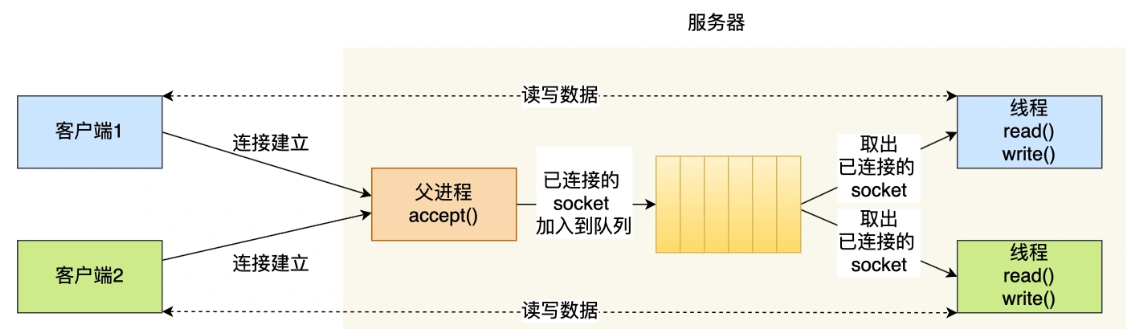 服务器
读写数据
客户端1
连接建立
父进程
accept()
已连接的
socket
加入到队列
取出
已连接的
socket
线程
read()
write()
客户端2
连接建立
取出
已连接的
socket
线程
read()
write()
读写数据